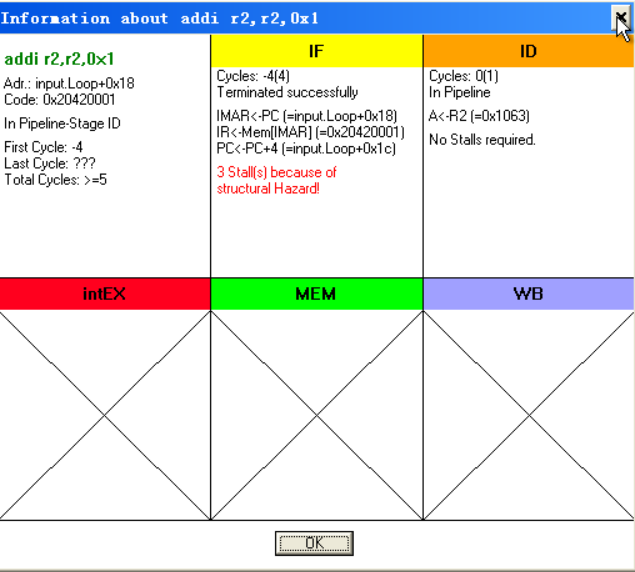 Information about addi r2,r2,0x1
addi r2,r2,0x1
Adr.: input.Loop+0x18
Code: 0x20420001
In Pipeline-Stage ID
First Cycle: -4
Last Cycle: ???
Total Cycles: >=5
IF
Cycles: -4(4)
Terminated successfully
IMAR<-PC (=input.Loop+0x18)
IR<-Mem[IMAR] (=0x20420001)
PC<-PC+4 (=input.Loop+0x1c)
3 Stall(s) because of
structural Hazard!
ID
Cycles: 0(1)
In Pipeline
A<-R2 (=0x1063)
No Stalls required.
intEX
MEM
WB
OK